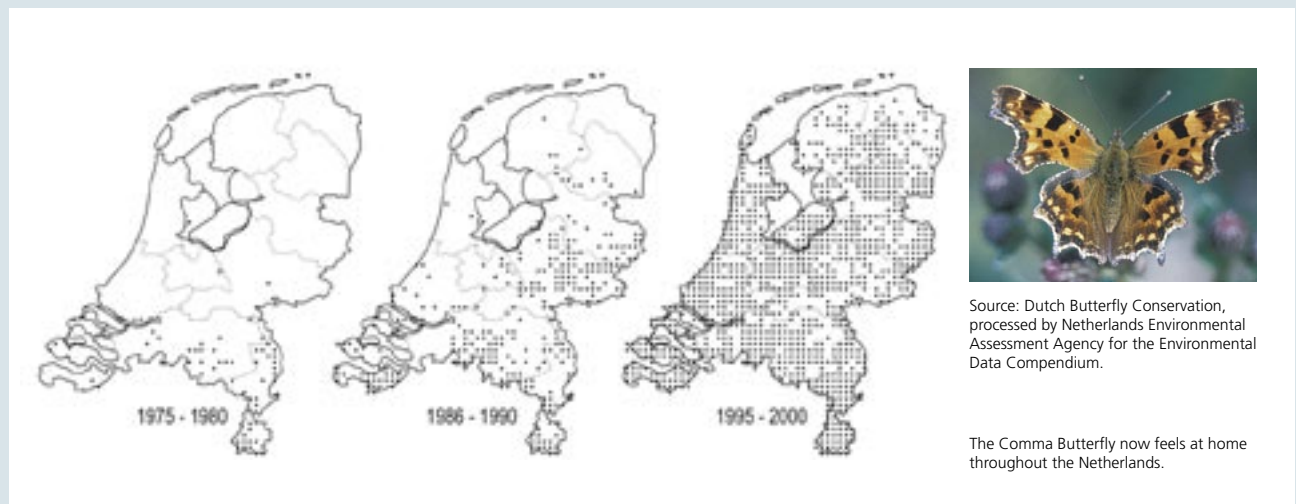 1975 - 1980
1986 - 1990
1995 - 2000
Source: Dutch Butterfly Conservation,
processed by Netherlands Environmental
Assessment Agency for the Environmental
Data Compendium.
The Comma Butterfly now feels at home
throughout the Netherlands.